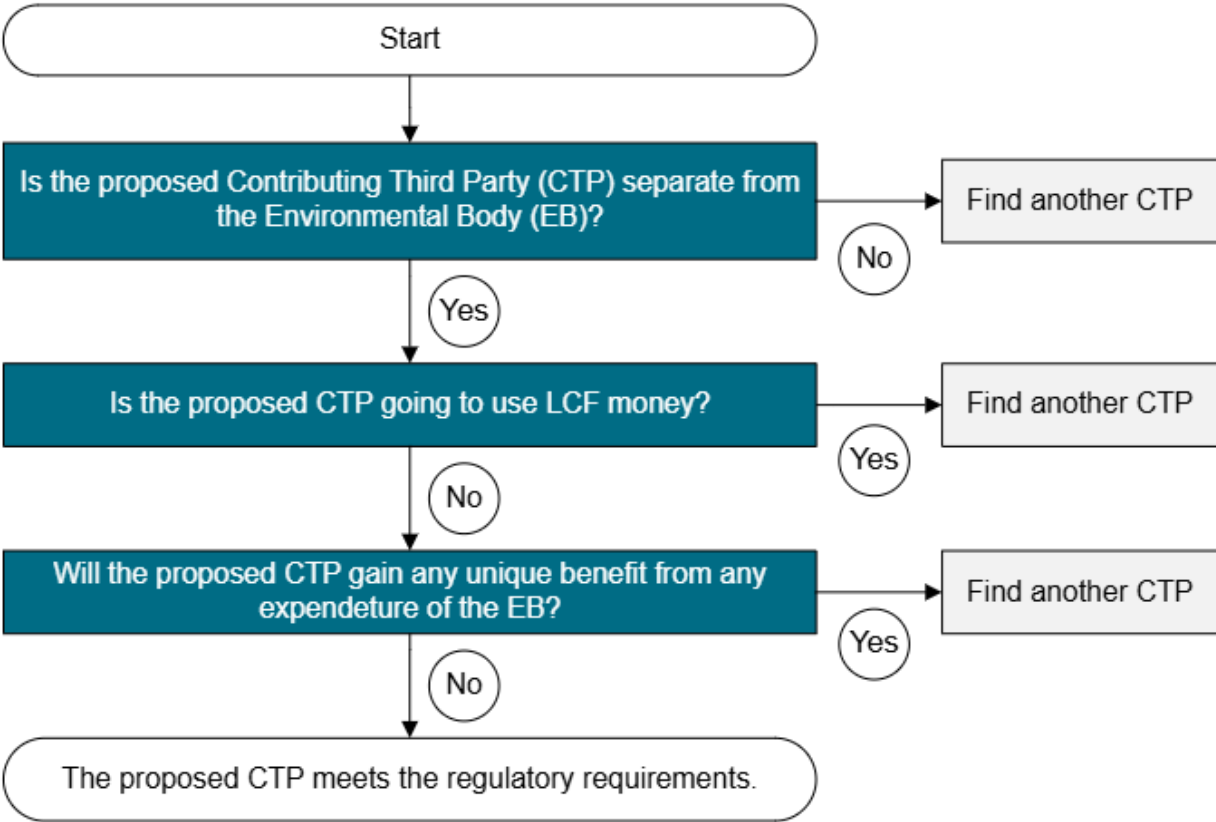 Start
Is the proposed Contributing Third Party (CTP) separate from
the Environmental Body (EB)?
Find another CTP
No
Yes
Is the proposed CTP going to use LCF money?
Find another CTP
Yes
No
Will the proposed CTP gain any unique benefit from any
expendeture of the EB?
Find another CTP
Yes
No
The proposed CTP meets the regulatory requirements.